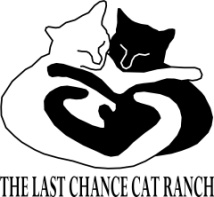 THE LAST CHANCE CAT RANCH